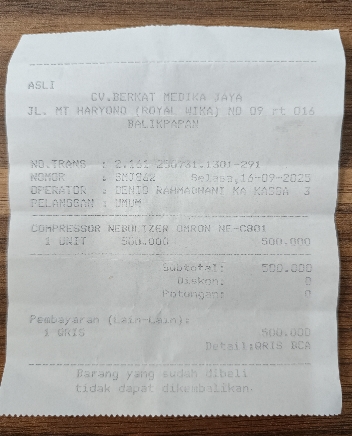 ASLI
CV.BERKAT MEDIKA JAYA
JL. MT HARYONO (ROYAL WIKA) NO 09 rt 016
BALIKPAPAN
NO.TRANS :
NOMOR : Selasa,16-09-2025
OPERATOR : KASSA 3
PELANGGAN : UMUM
COMPRESSOR NEBULIZER OMRON NE-C801
1 UNIT 500.000 500.000
Subtotal: 500.000
Diskon: 0
Potongan: 0
Pembayaran (Lain-Lain):
1 QRIS 500.000
Detail:QRIS BCA
Barang yang sudah dibeli
tidak dapat dikembalikan.